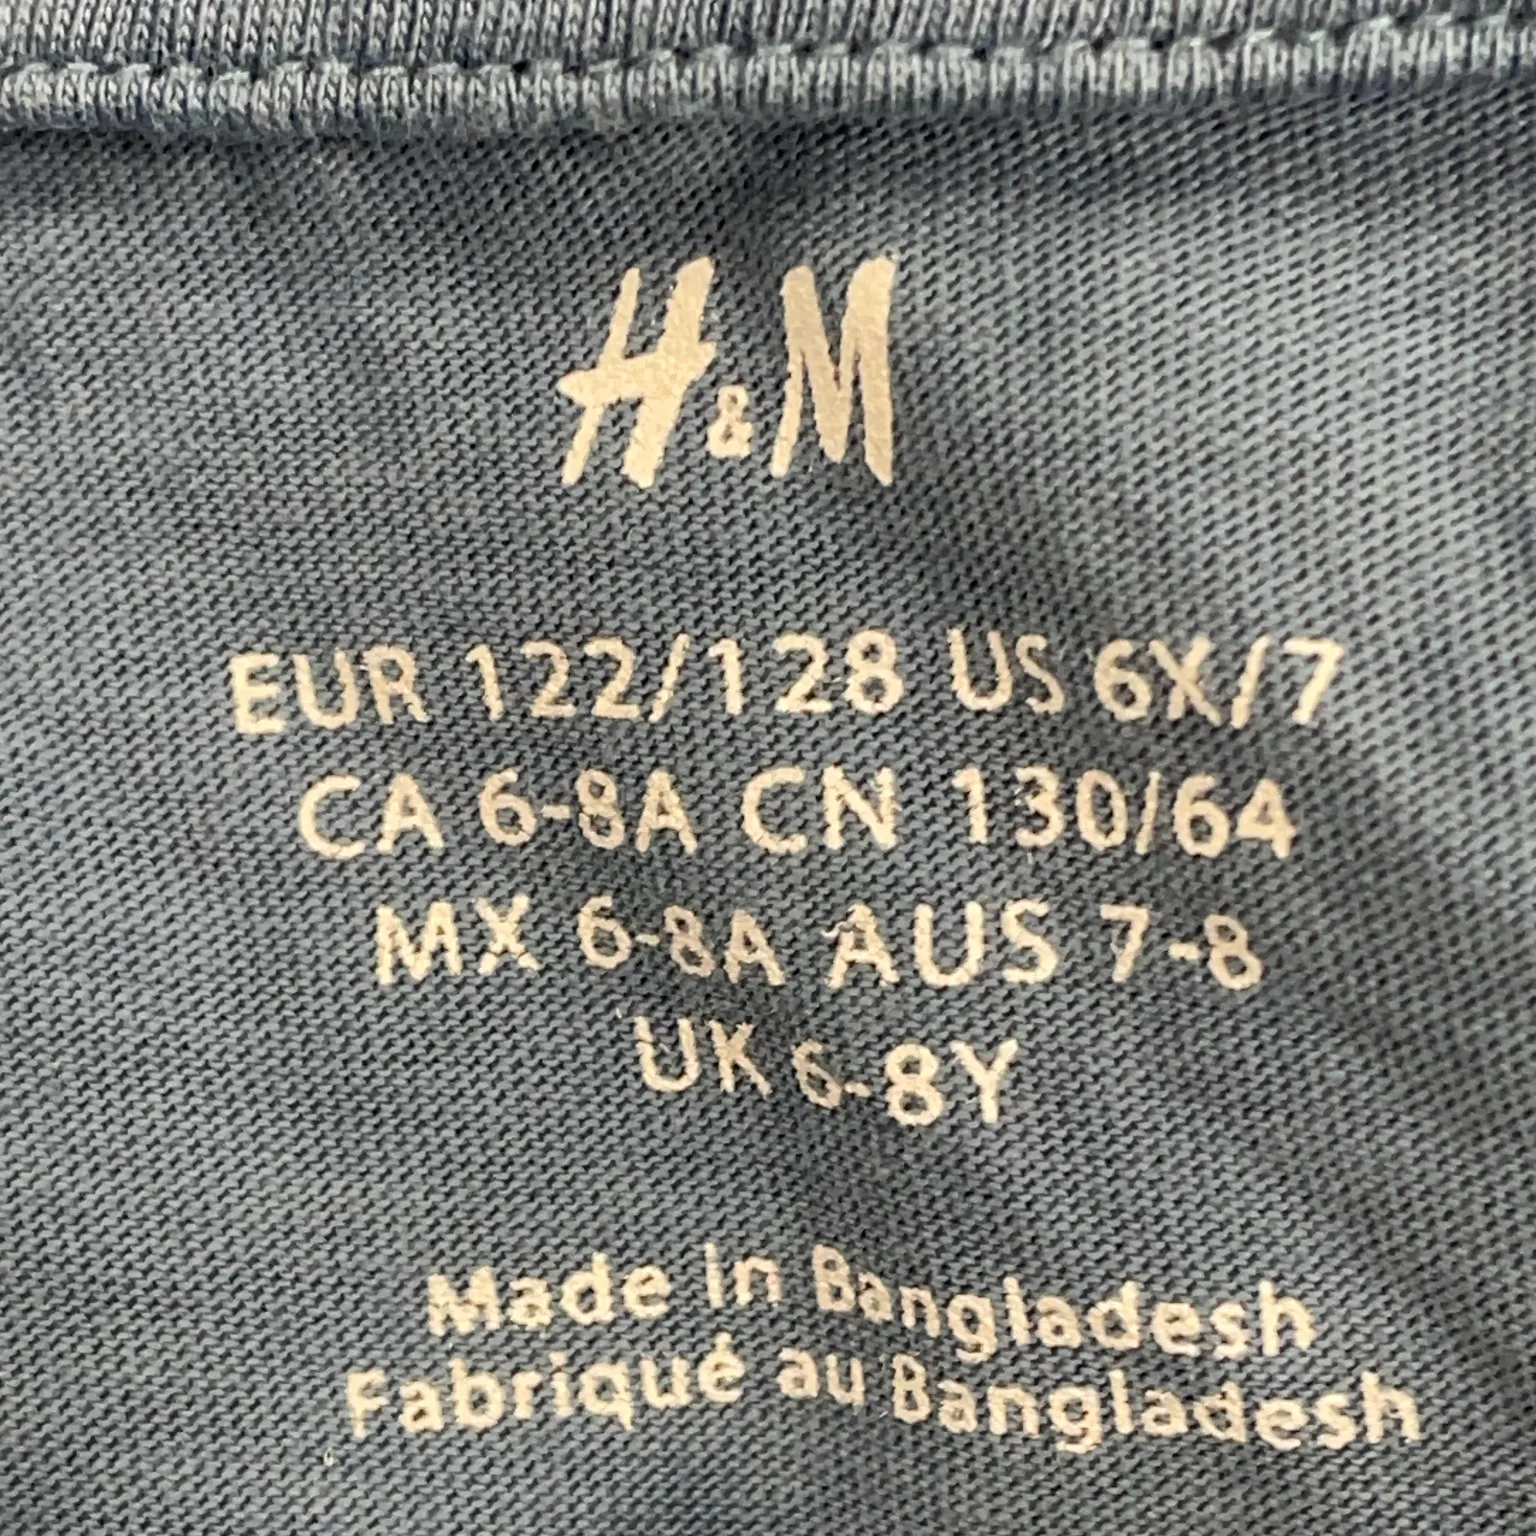 H&M
EUR 122/128 US 6X/7
CA 6-8A CN 130/64
MX 6-8A AUS 7-8
UK 6-8Y
Made in Bangladesh
Fabriqué au Bangladesh